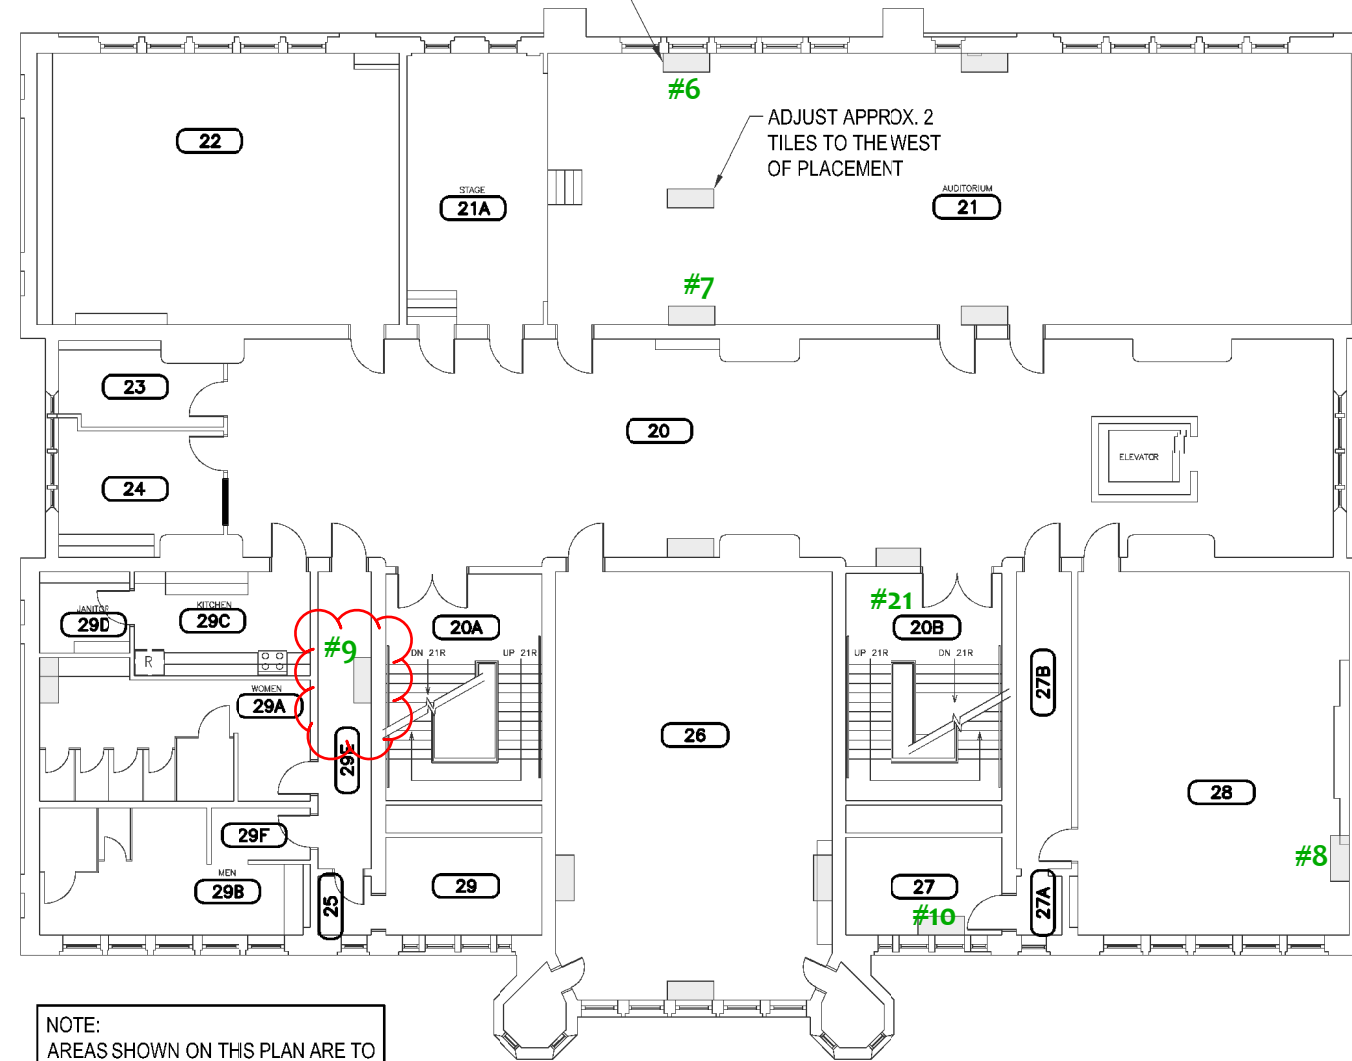 #6
ADJUST APPROX. 2
TILES TO THE WEST
OF PLACEMENT
22
STAGE
21A
AUDITORIUM
21
#7
23
20
ELEVATOR
24
JANITOR
29D
KITCHEN
29C
#9
20A
#21
20B
R
DN 21R
UP 21R
UP 21R
DN 21R
27B
WOMEN
29A
26
29E
28
29F
#8
MEN
29B
25
29
27
#10
27A
NOTE:
AREAS SHOWN ON THIS PLAN ARE TO